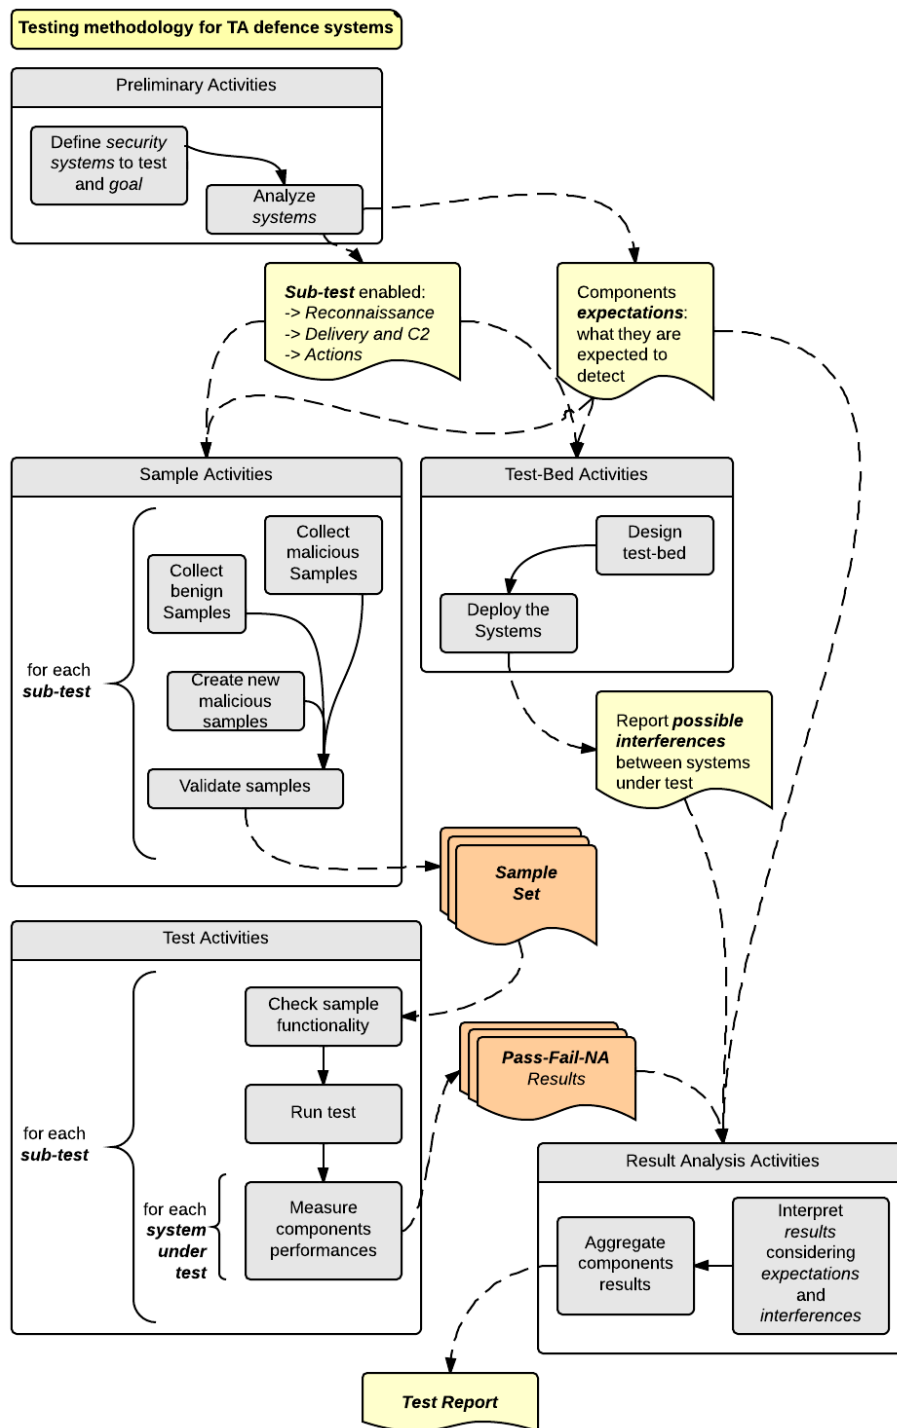 Testing methodology for TA defence systems
Preliminary Activities
Define security
systems to test
and goal
Analyze
systems
Sub-test enabled:
-> Reconnaissance
-> Delivery and C2
-> Actions
Components
expectations:
what they are
expected to
detect
Sample Activities
Collect
malicious
Samples
Collect
benign
Samples
for each
sub-test
Create new
malicious
samples
Validate samples
Test-Bed Activities
Design
test-bed
Deploy the
Systems
Report possible
interferences
between systems
under test
Sample
Set
Test Activities
Check sample
functionality
Run test
for each
sub-test
for each
system
under
test
Measure
components
performances
Pass-Fail-NA
Results
Result Analysis Activities
Interpret
results
considering
expectations
and
interferences
Aggregate
components
results
Test Report